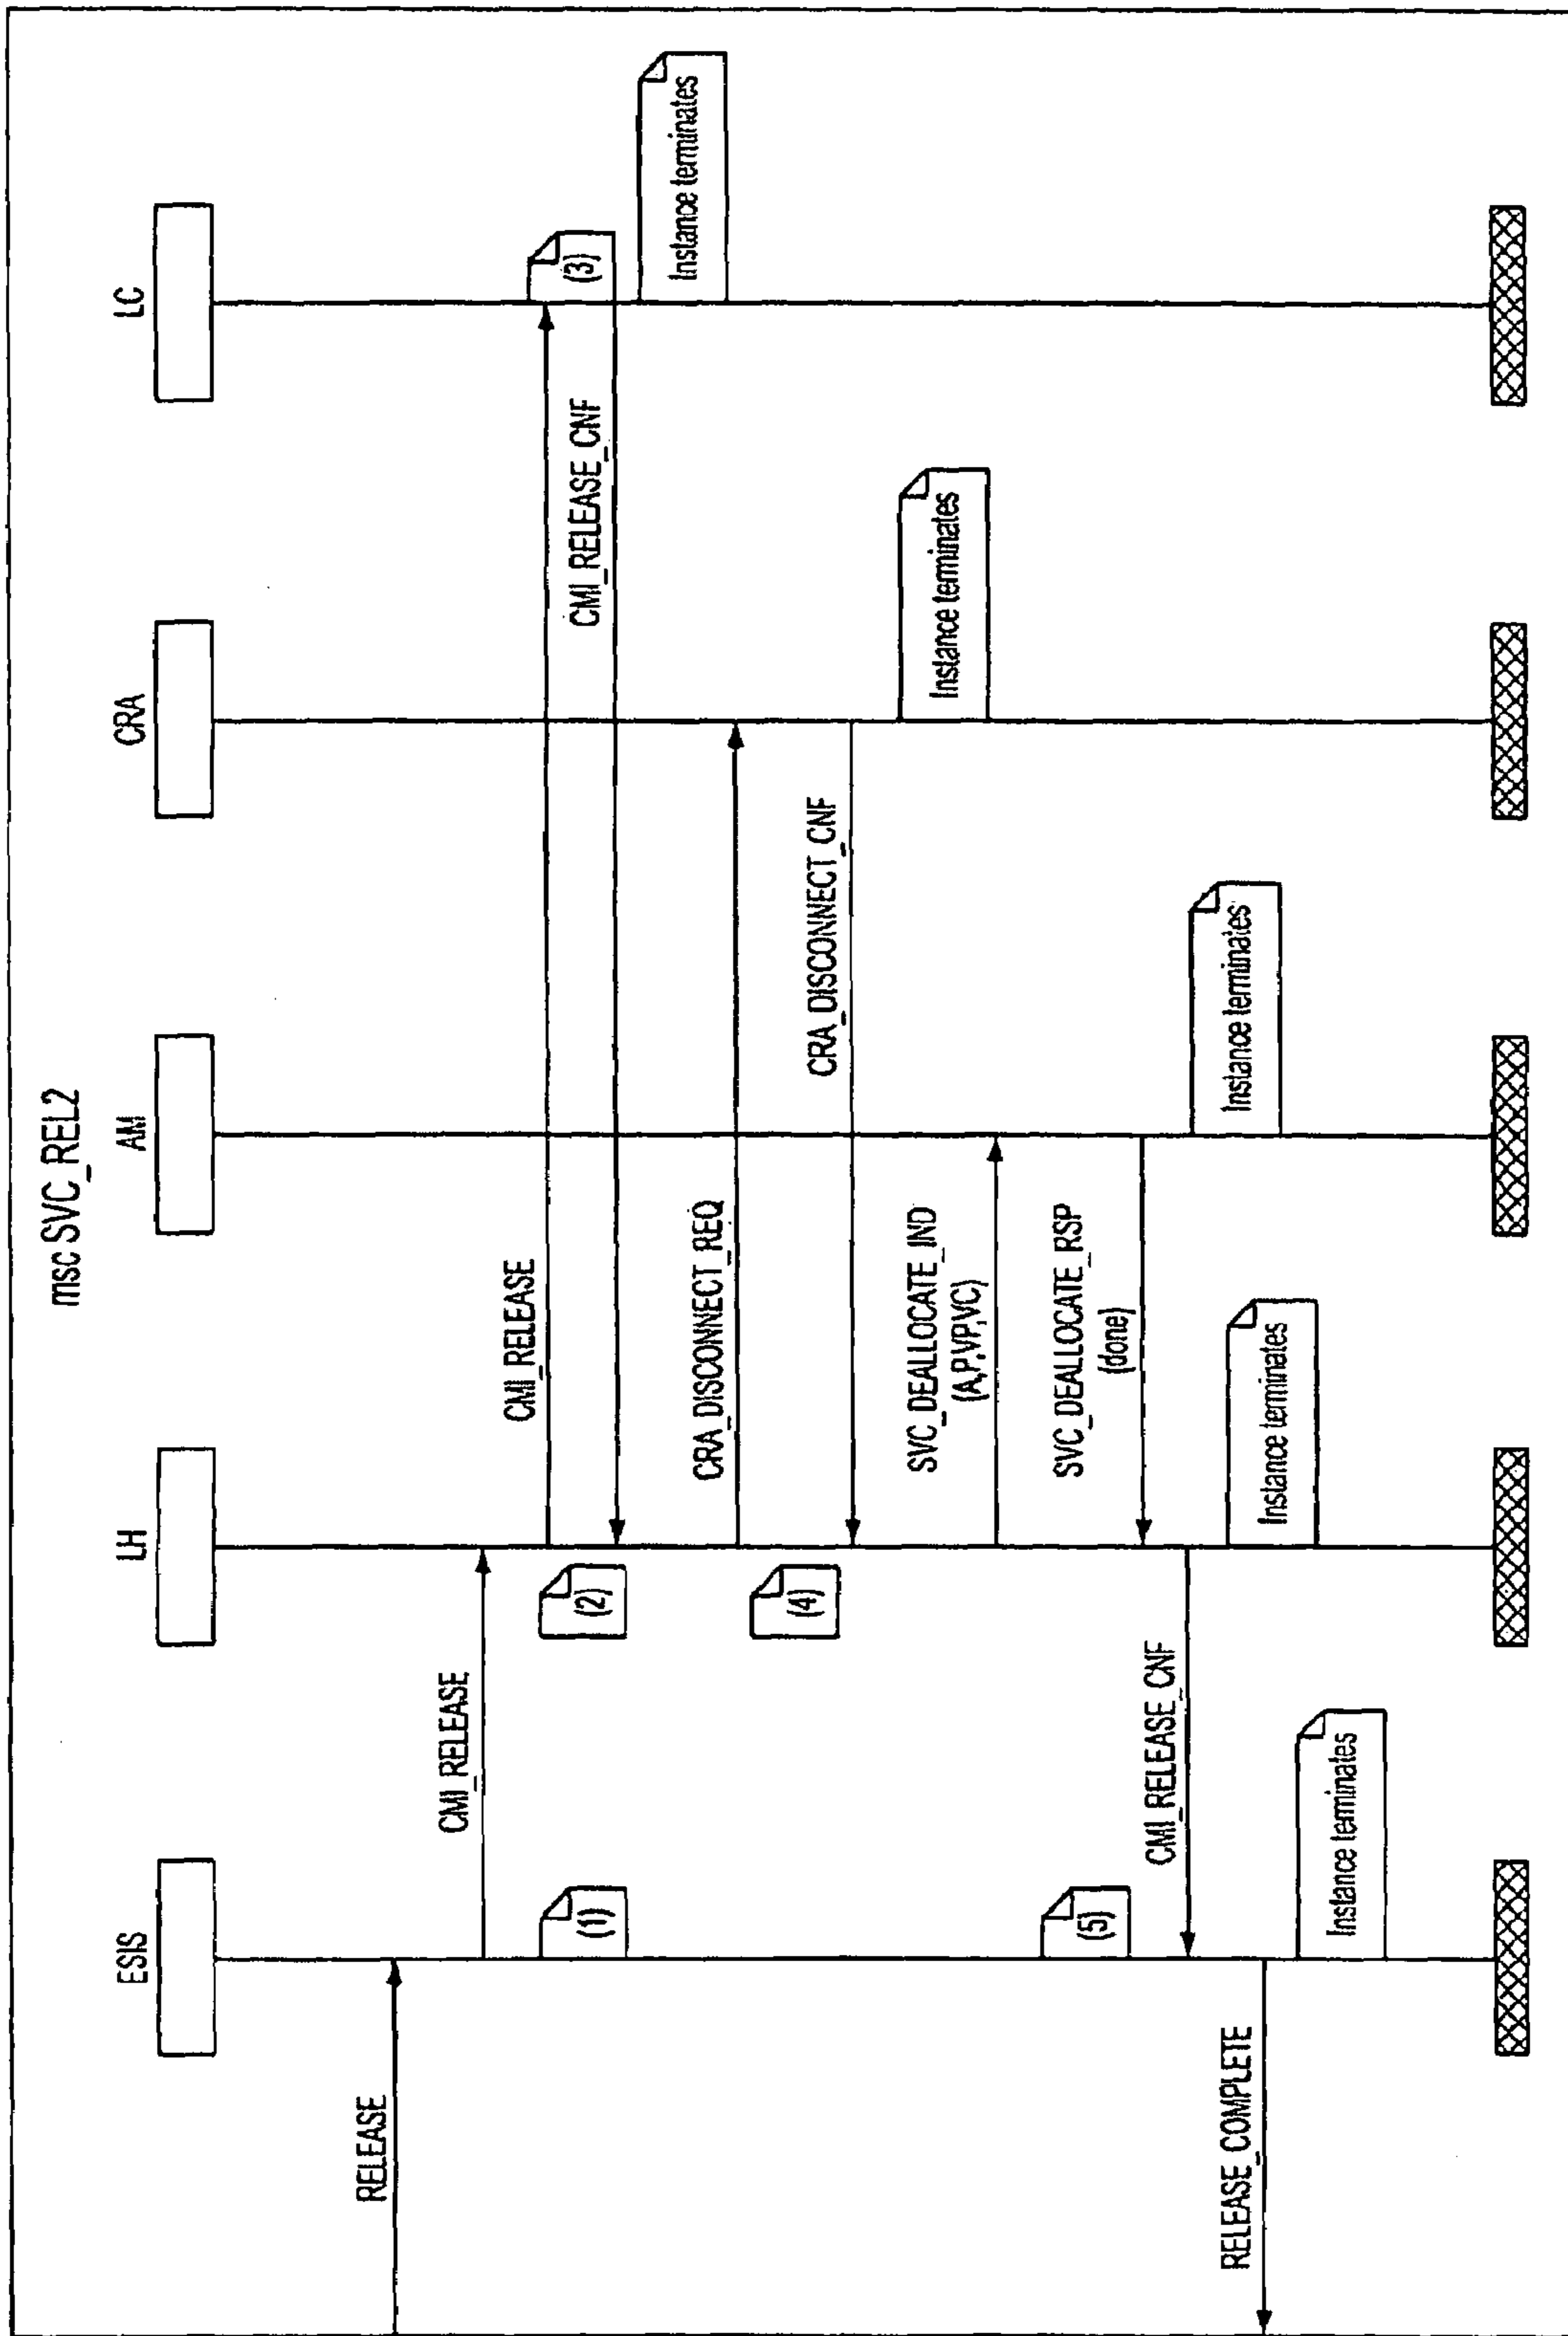 msc SVC_REL2
ESIS
LH
AM
CRA
LC
RELEASE
CMI_RELEASE
CMI_RELEASE
(1)
(2)
(3)
CMI_RELEASE_CNF
Instance terminates
CRA_DISCONNECT_REQ
(4)
CRA_DISCONNECT_CNF
Instance terminates
SVC_DEALLOCATE_IND
(A,P,VP,VC)
(5)
SVC_DEALLOCATE_RSP
(done)
CMI_RELEASE_CNF
Instance terminates
Instance terminates
RELEASE_COMPLETE
Instance terminates